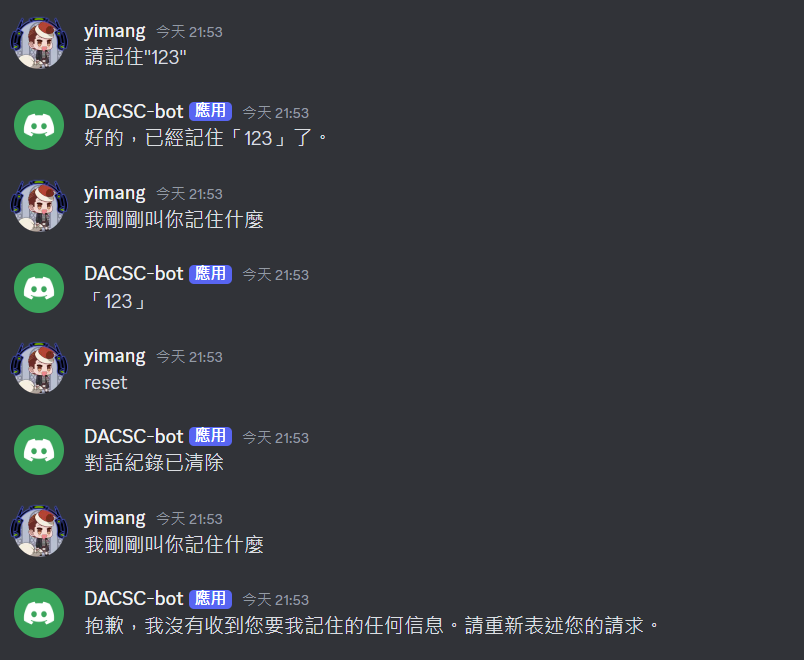 yimang 今天 21:53
請記住"123"
DACSC-bot 應用 今天 21:53
好的，已經記住「123」了。
yimang 今天 21:53
我剛剛叫你記住什麼
DACSC-bot 應用 今天 21:53
「123」
yimang 今天 21:53
reset
DACSC-bot 應用 今天 21:53
對話紀錄已清除
yimang 今天 21:53
我剛剛叫你記住什麼
DACSC-bot 應用 今天 21:53
抱歉，我沒有收到您要我記住的任何信息。請重新表述您的請求。